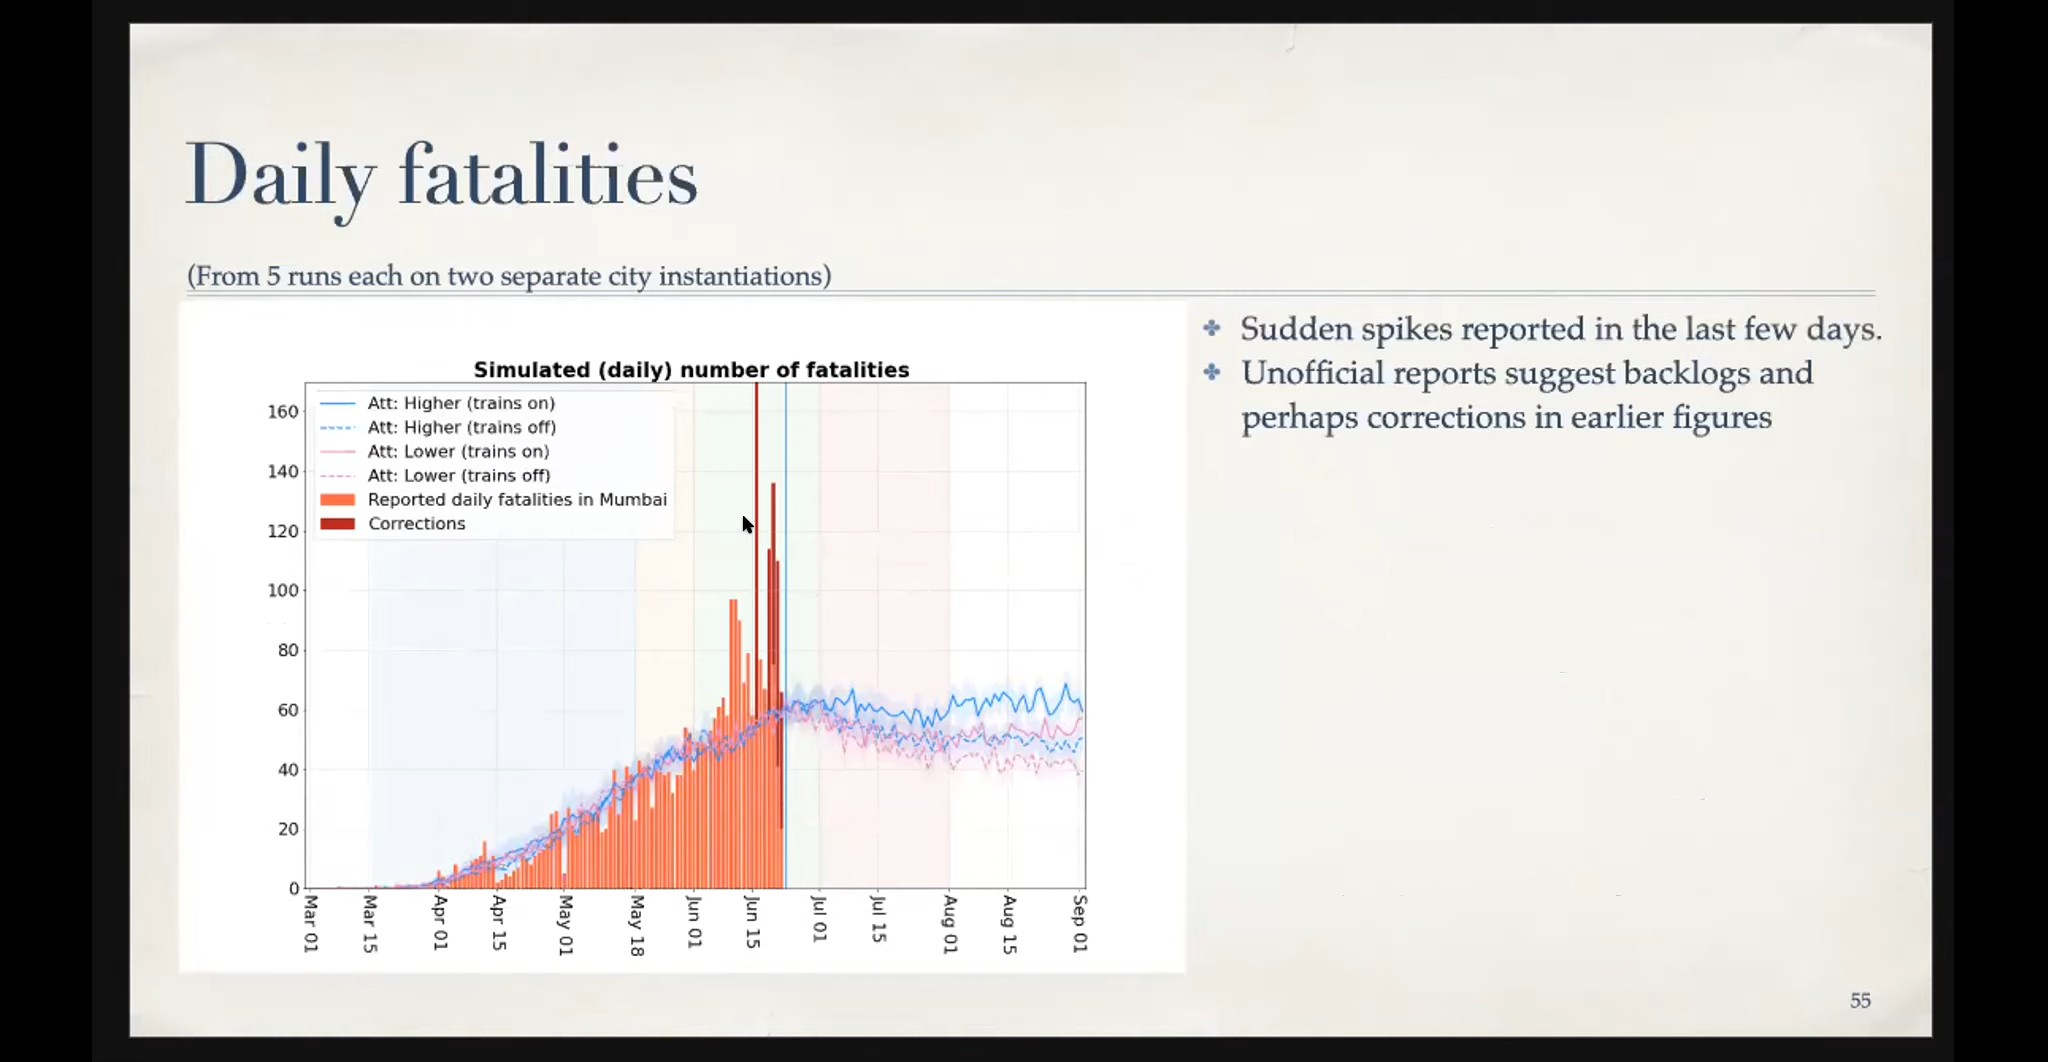 Daily fatalities
(From 5 runs each on two separate city instantiations)
Simulated (daily) number of fatalities
Att: Higher (trains on)
Att: Higher (trains off)
Att: Lower (trains on)
Att: Lower (trains off)
Reported daily fatalities in Mumbai
Corrections
160
140
120
100
80
60
40
20
0
Mar 01
Mar 15
Apr 01
Apr 15
May 01
May 18
Jun 01
Jun 15
Jul 01
Jul 15
Aug 01
Aug 15
Sep 01
Sudden spikes reported in the last few days.
Unofficial reports suggest backlogs and
perhaps corrections in earlier figures
55